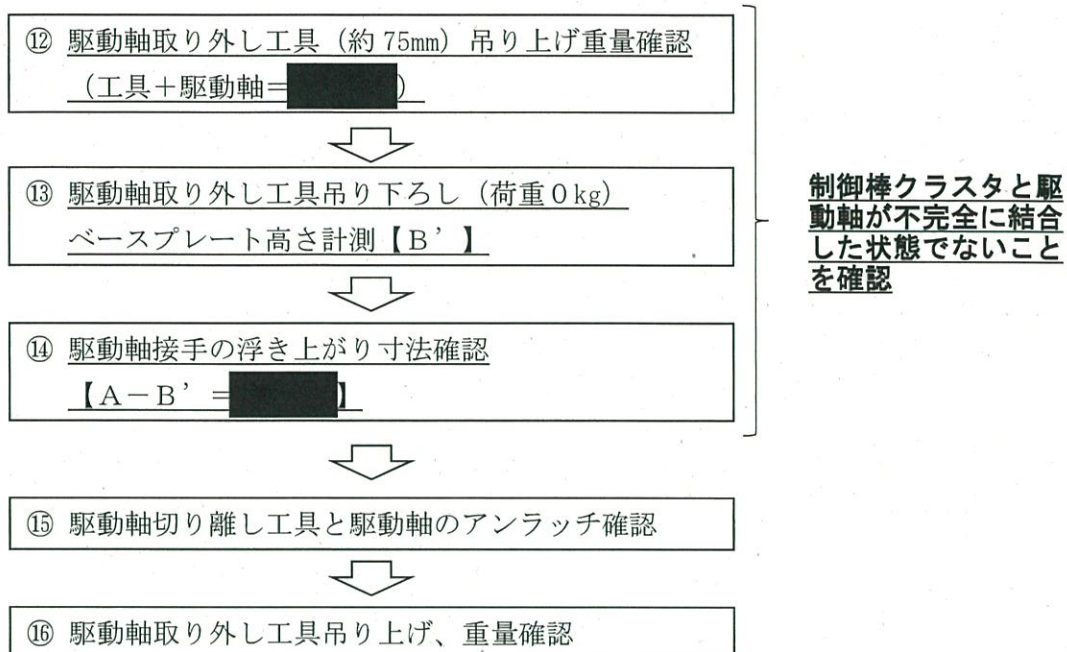 ⑫ 駆動軸取り外し工具(約75mm)吊り上げ重量確認
(工具+駆動軸=　　　)
⑬ 駆動軸取り外し工具吊り下ろし(荷重0kg)
ベースプレート高さ計測【B’】
⑭ 駆動軸接手の浮き上がり寸法確認
【A-B’=　　　】
⑮ 駆動軸切り離し工具と駆動軸のアンラッチ確認
⑯ 駆動軸取り外し工具吊り上げ、重量確認
制御棒クラスタと駆
動軸が不完全に結合
した状態でないこと
を確認